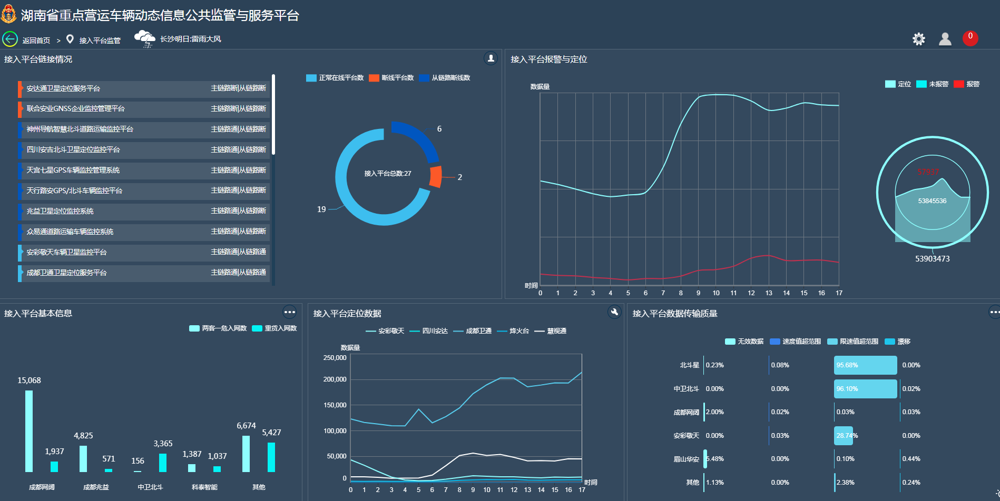 湖南省重点营运车辆动态信息公共监管与服务平台
返回首页 > 接入平台监管 长沙明日:雷雨大风
0
接入平台链接情况
安达通卫星定位服务平台 主链路断|从链路断
联合安业GNSS企业监控管理平台 主链路断|从链路断
神州导航智慧北斗道路运输监控平台 主链路通|从链路断
四川安吉北斗卫星定位监控平台 主链路通|从链路断
天宫七星GPS车辆监控管理系统 主链路通|从链路断
天行路安GPS/北斗车辆监控平台 主链路通|从链路断
兆益卫星定位监控系统 主链路通|从链路断
众易通道路运输车辆监控系统 主链路通|从链路断
安彩敬天车辆卫星监控平台 主链路通|从链路通
成都卫通卫星定位服务平台 主链路通|从链路通
正常在线平台数 断线平台数 从链路断线数
6
接入平台总数:27
2
19
接入平台报警与定位
数据量
定位 未报警 报警
57937
53845536
53903473
时间
0 1 2 3 4 5 6 7 8 9 10 11 12 13 14 15 16 17
接入平台基本信息
两客一危入网数 重货入网数
15,068 1,937
4,825 571
156 3,365
1,387 1,037
6,674 5,427
成都网阔 成都兆益 中卫北斗 科泰智能 其他
接入平台定位数据
安彩敬天 四川安达 成都卫通 烽火台 慧视通
数据量
250,000
200,000
150,000
100,000
50,000
0
时间
0 1 2 3 4 5 6 7 8 9 10 11 12 13 14 15 16 17
接入平台数据传输质量
无效数据 速度值超范围 限速值超范围 漂移
北斗星 0.23% 0.08% 95.68% 0.00%
中卫北斗 0.00% 0.00% 96.10% 0.02%
成都网阔 2.00% 0.02% 0.03% 0.03%
安彩敬天 0.00% 0.03% 28.74% 0.00%
眉山华安 5.48% 0.00% 0.10% 0.44%
其他 1.13% 0.00% 2.38% 0.24%